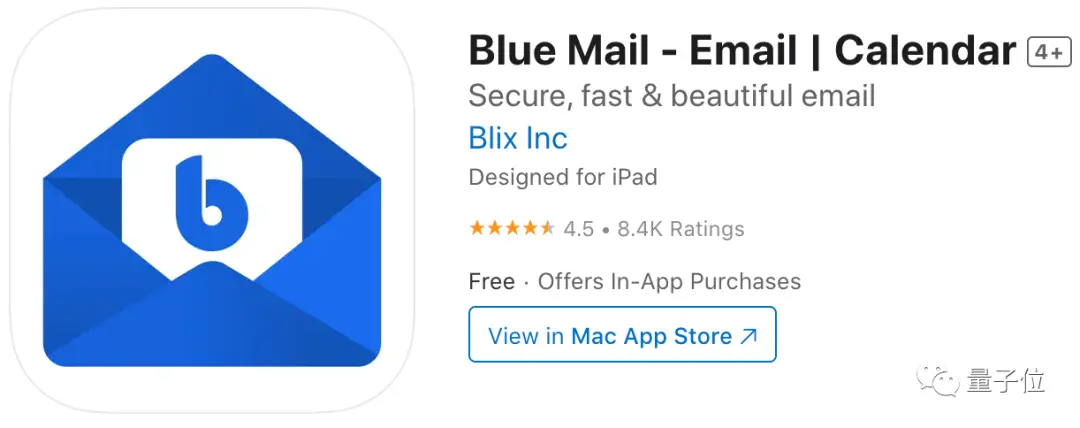 Blue Mail - Email | Calendar 4+
Secure, fast & beautiful email
Blix Inc
Designed for iPad
4.5 • 8.4K Ratings
Free · Offers In-App Purchases
View in Mac App Store ↗
b
量子位